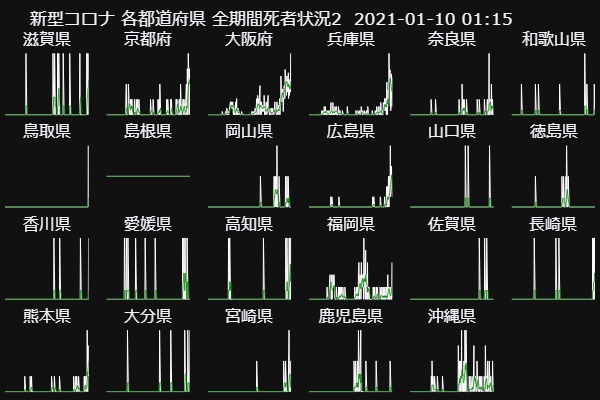 新型コロナ 各都道府県 全期間死者状況2 2021-01-10 01:15
滋賀県 京都府 大阪府 兵庫県 奈良県 和歌山県
鳥取県 島根県 岡山県 広島県 山口県 徳島県
香川県 愛媛県 高知県 福岡県 佐賀県 長崎県
熊本県 大分県 宮崎県 鹿児島県 沖縄県